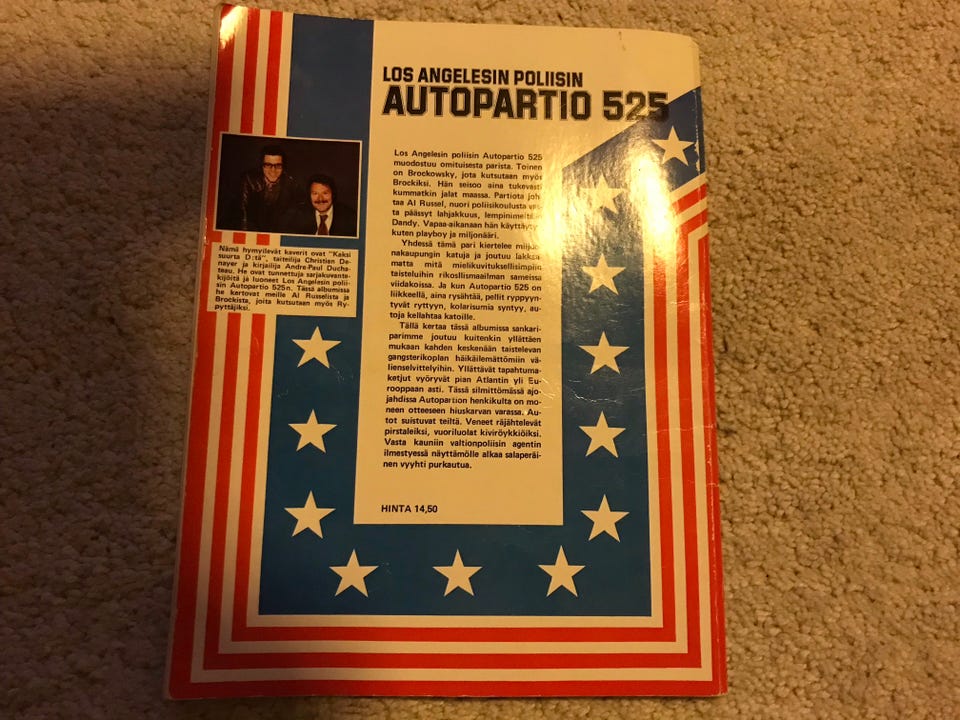 LOS ANGELESIN POLIISIN
AUTOPARTIO 525
Los Angelesin poliisin Autopartio 525
muodostuu omituisesta parista. Toinen
on Brockowsky, jota kutsutaan myös
Brockiksi. Hän seisoo aina tukevasti
kummatkin jalat maassa. Partiota joh-
taa Al Russel, nuori poliisikoulusta
päässyt lahjakkuus, lempinimeltään
Dandy. Vapaa-aikanaan hän käyttäytyy
kuten playboy ja miljonääri.
Yhdessä tämä pari kiertelee miljoo-
nakaupungin katuja ja joutuu lakkaa-
matta mitä mielikuvituksellisimpiin
taisteluihin rikosllismaailman sameissa
viidakoissa. Ja kun Autopartio 525 on
liikkeellä, aina rysähtää, pellit ryppyyn-
tyvät ryttyyn, kolarisumia syntyy, au-
toja kellahtaa katoille.
Tällä kertaa tässä albumissa sankari-
parimme joutuu kuitenkin yllättäen
mukaan kahden keskenään taistelevan
gangsterikoplan häikäilemättömiin vä-
lienselvittelyihin. Yllättävät tapahtuma-
ketjut vyöryvät pian Atlantin yli Eu-
rooppaan asti. Tässä silmittömässä ajo-
jahdissa Autopartion henkikulta on mo-
neen otteeseen hiuskarvan varassa. Au-
tot suistuvat teiltä. Veneet räjähtelevät
pirstaleiksi, vuoriluolat kiviröykkiöiksi.
Vasta kauniin valtionpoliisin agentin
ilmestyessä näyttämölle alkaa salaperäi-
nen vyyhti purkautua.
HINTA 14,50
Nämä hymyilevät kaverit ovat "Kaksi
suurta D:tä", taiteilija Christien De-
nayer ja kirjailija Andre-Paul Ducha-
teau. He ovat tunnettuja sarjakuvante-
kijöitä ja luoneet Los Angelesin polii-
sin Autopartio 525n. Tässä albumissa
he kertovat meille Al Russelista ja
Brockista, joita kutsutaan myös Ry-
pyttäjiksi.